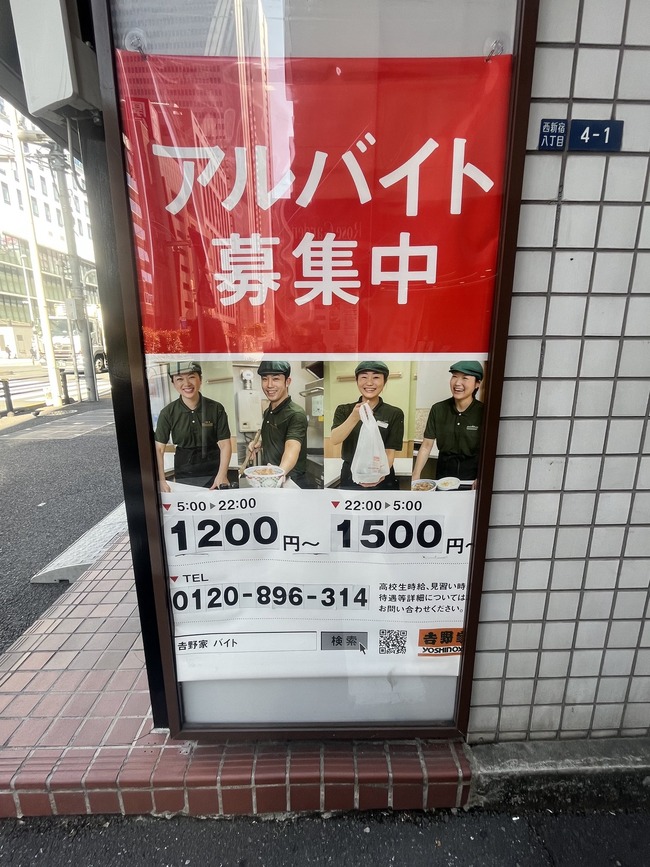 アルバイト
募集中
西新宿
八丁目
4-1
▼ 5:00▶22:00
1200円～
▼ 22:00▶5:00
1500円～
▼ TEL
0120-896-314
高校生時給、見習い時
待遇等詳細については
お問い合わせください。
吉野家 バイト
検索
吉野家
YOSHINOYA